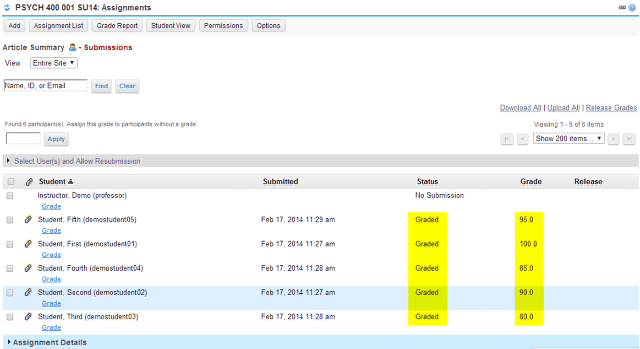 PSYCH 400 001 SU14: Assignments
Add Assignment List Grade Report Student View Permissions Options
Article Summary - Submissions
View Entire Site
Name, ID, or Email Find Clear
Download All | Upload All | Release Grades
Found 6 participant(s). Assign this grade to participants without a grade:
Viewing 1 - 6 of 6 items
Apply |< < Show 200 items... > >|
Select User(s) and Allow Resubmission
Student Submitted Status Grade Release
Instructor, Demo (professor) No Submission
Grade
Student, Fifth (demostudent05) Feb 17, 2014 11:29 am Graded 95.0
Grade
Student, First (demostudent01) Feb 17, 2014 11:27 am Graded 100.0
Grade
Student, Fourth (demostudent04) Feb 17, 2014 11:28 am Graded 85.0
Grade
Student, Second (demostudent02) Feb 17, 2014 11:27 am Graded 90.0
Grade
Student, Third (demostudent03) Feb 17, 2014 11:28 am Graded 80.0
Grade
Assignment Details